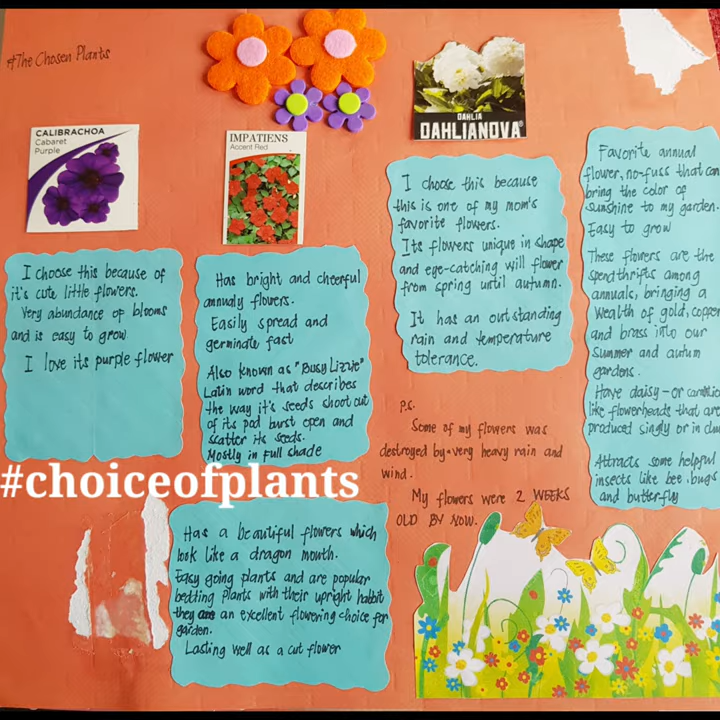 #The Chosen Plants
CALIBRACHOA
Cabaret
Purple
I choose this because of
it's cute little flowers.
Very abundance of blooms
and is easy to grow
I love its purple flower
IMPATIENS
Accent Red
Has bright and cheerful
annualy flowers.
Easily spread and
germinate fast
Also known as "Busy Lizzie"
Latin word that describes
the way it's seeds shoot out
of its pod burst open and
scatter its seeds.
Mostly in full shade
DAHLIA
DAHLIANOVA®
I choose this because
this is one of my mom's
favorite flowers.
Its flowers unique in shape
and eye-catching will flower
from spring until autumn.
It has an outstanding
rain and temperature
tolerance.
Favorite annual
flower, no-fuss that can
bring the color of
sunshine to my garden.
Easy to grow
These flowers are the
spendthrifts among
annuals, bringing a
wealth of gold, copper
and brass into our
summer and autum
gardens.
Have daisy-or
like flowerheads that are
produced singly or in
Attracts some helpful
insects like bee, bugs
and butterfly
P.S.
Some of my flowers was
destroyed by very heavy rain and
wind.
My flowers were 2 WEEKS
OLD BY NOW.
#choiceofplants
Has a beautiful flowers which
look like a dragon mouth.
Easy going plants and are popular
bedding plants with their upright habbit
they are an excellent flowering choice for
garden.
Lasting well as a cut flower